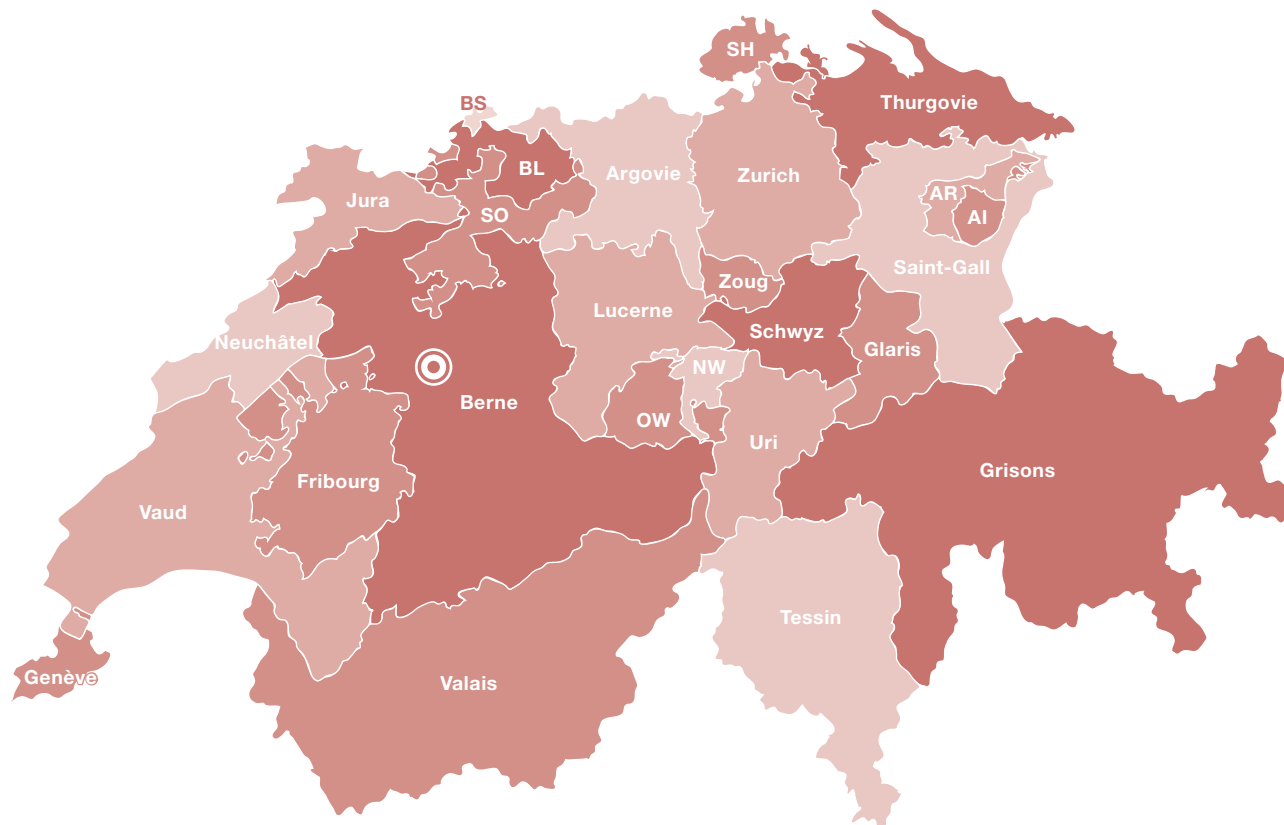 SH
BS
Thurgovie
BL
Argovie
Zurich
Jura
AR
SO
AI
Saint-Gall
Zoug
Lucerne
Schwyz
Neuchâtel
Glaris
NW
Berne
OW
Uri
Grisons
Fribourg
Vaud
Tessin
Genève
Valais